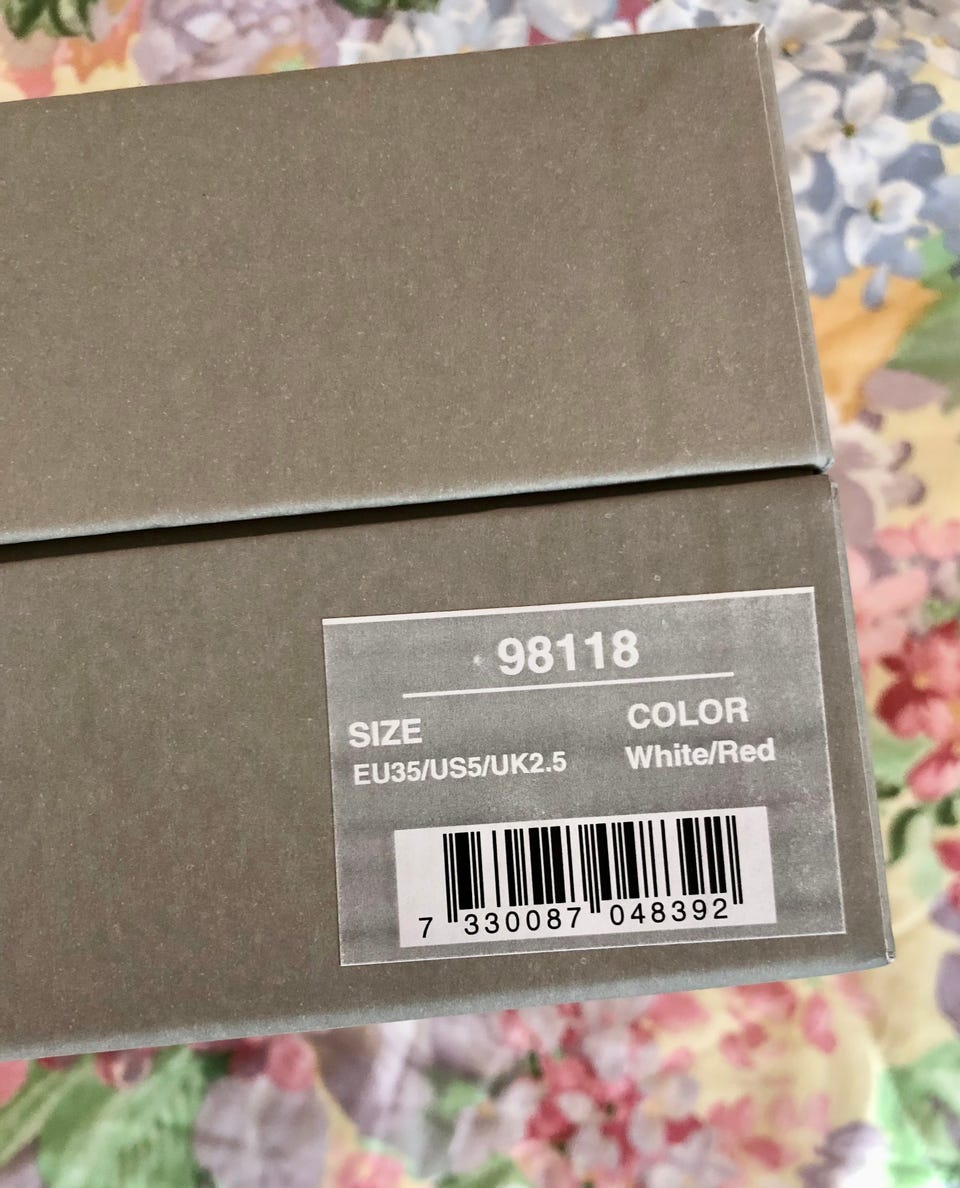 98118
SIZE
EU35/US5/UK2.5
COLOR
White/Red
7 330087 048392